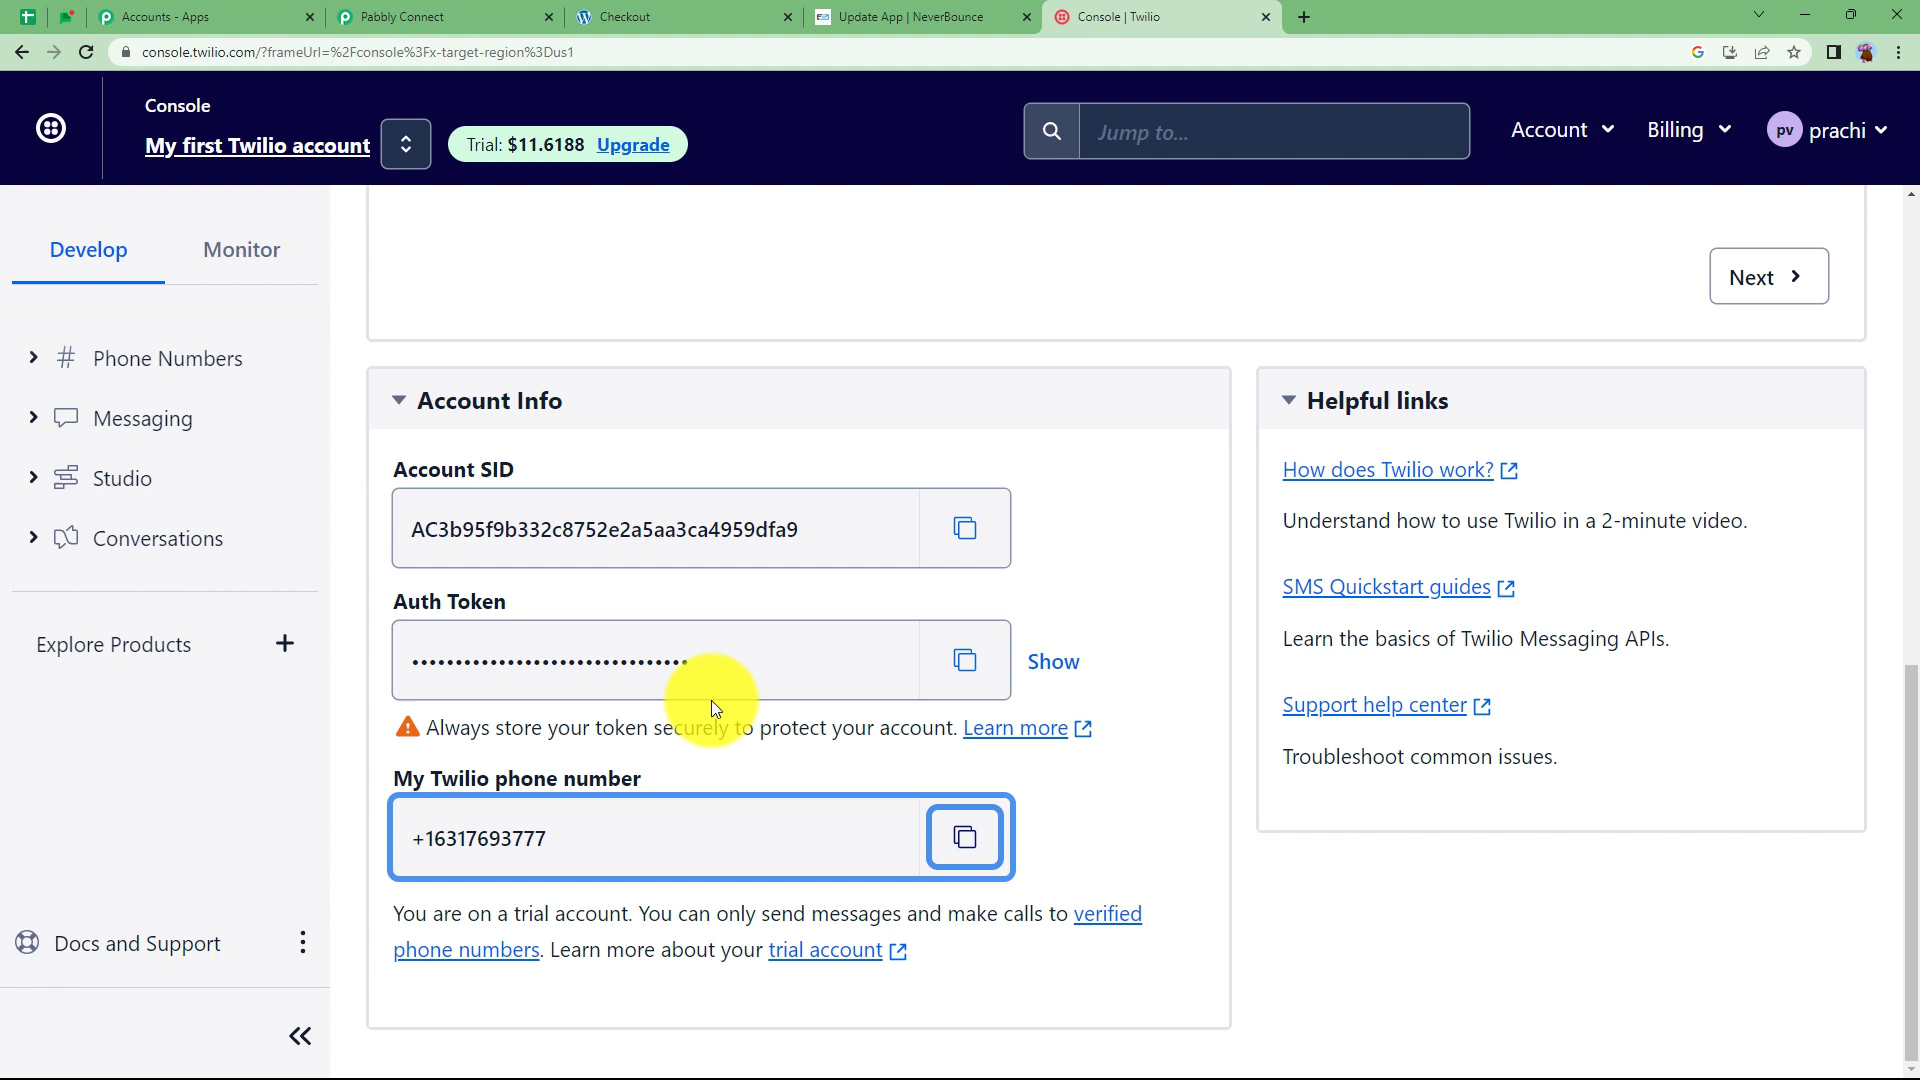 Accounts - Apps
Pabbly Connect
Checkout
Update App | NeverBounce
Console | Twilio
console.twilio.com/?frameUrl=%2Fconsole%3Fx-target-region%3Dus1
Console
My first Twilio account
Trial: $11.6188 Upgrade
Jump to...
Account
Billing
PV prachi
Develop
Monitor
Phone Numbers
Messaging
Studio
Conversations
Explore Products
Docs and Support
Next
Account Info
Account SID
AC3b95f9b332c8752e2a5aa3ca4959dfa9
Auth Token
••••••••••••••••••••••••••••••••
Show
Always store your token securely to protect your account. Learn more
My Twilio phone number
+16317693777
You are on a trial account. You can only send messages and make calls to verified
phone numbers. Learn more about your trial account
Helpful links
How does Twilio work?
Understand how to use Twilio in a 2-minute video.
SMS Quickstart guides
Learn the basics of Twilio Messaging APIs.
Support help center
Troubleshoot common issues.